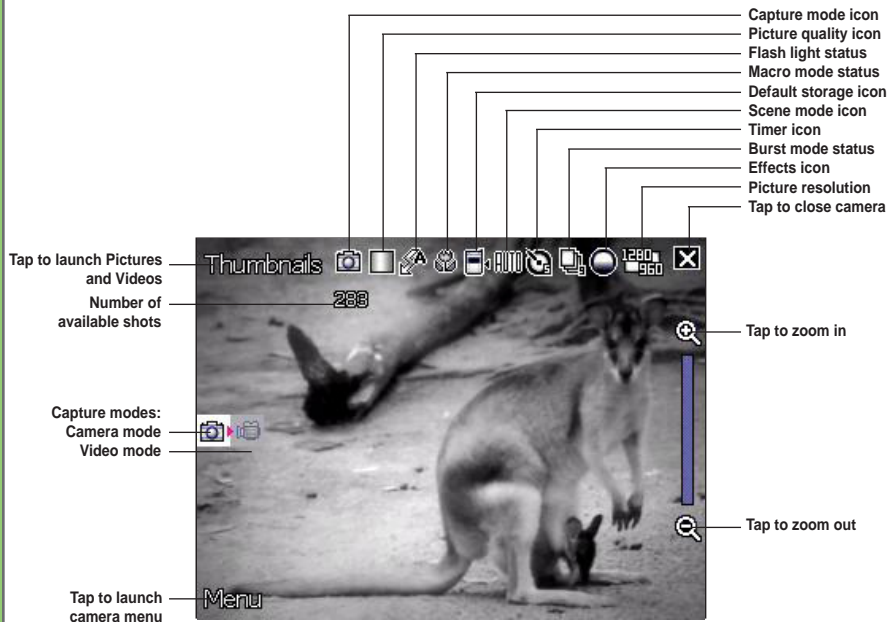 Capture mode icon
Picture quality icon
Flash light status
Macro mode status
Default storage icon
Scene mode icon
Timer icon
Burst mode status
Effects icon
Picture resolution
Tap to close camera
Tap to launch Pictures
and Videos
Thumbnails
AUTO
1280
960
Number of
available shots
283
Tap to zoom in
Capture modes:
Camera mode
Video mode
Tap to zoom out
Tap to launch
camera menu
Menu